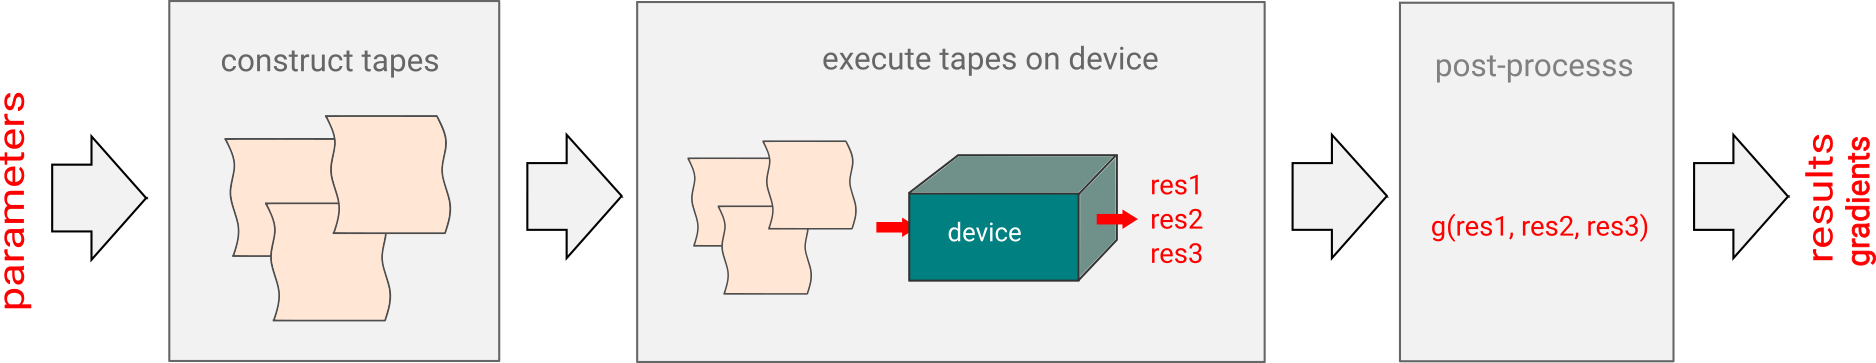 parameters
construct tapes
execute tapes on device
device
res1
res2
res3
post-processs
g(res1, res2, res3)
results
gradients